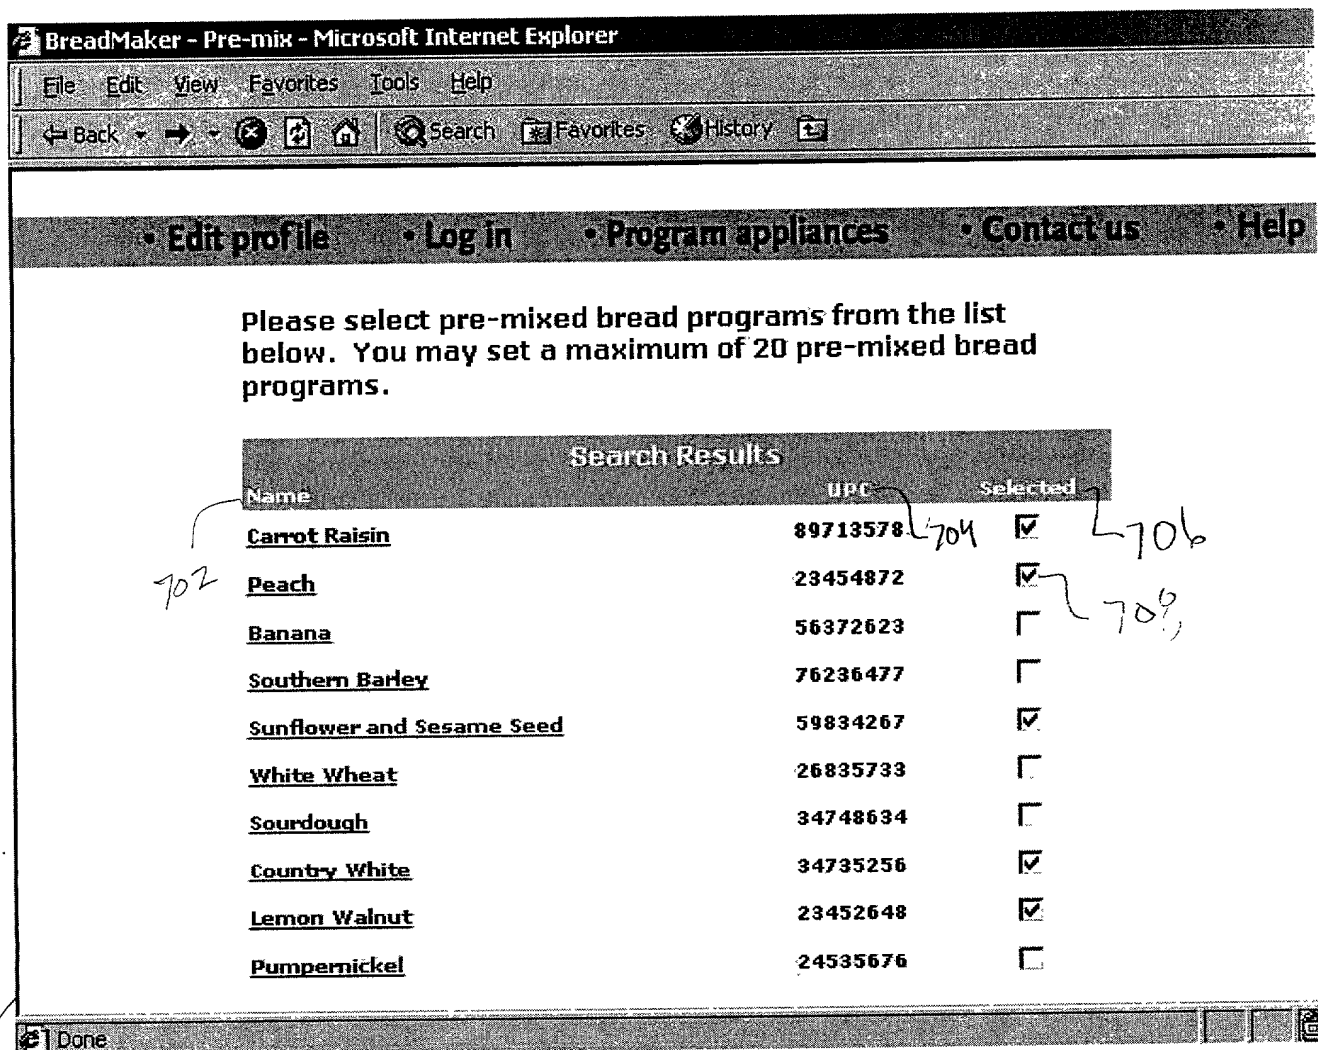 BreadMaker - Pre-mix - Microsoft Internet Explorer
File Edit View Favorites Tools Help
Back Search Favorites History
• Edit profile • Log in • Program appliances • Contact us • Help
Please select pre-mixed bread programs from the list
below. You may set a maximum of 20 pre-mixed bread
programs.
Search Results
Name UPC Selected
Carrot Raisin 89713578 704 706
702 Peach 23454872
Banana 56372623
Southern Barley 76236477
Sunflower and Sesame Seed 59834267
White Wheat 26835733
Sourdough 34748634
Country White 34735256
Lemon Walnut 23452648
Pumpernickel 24535676
Done